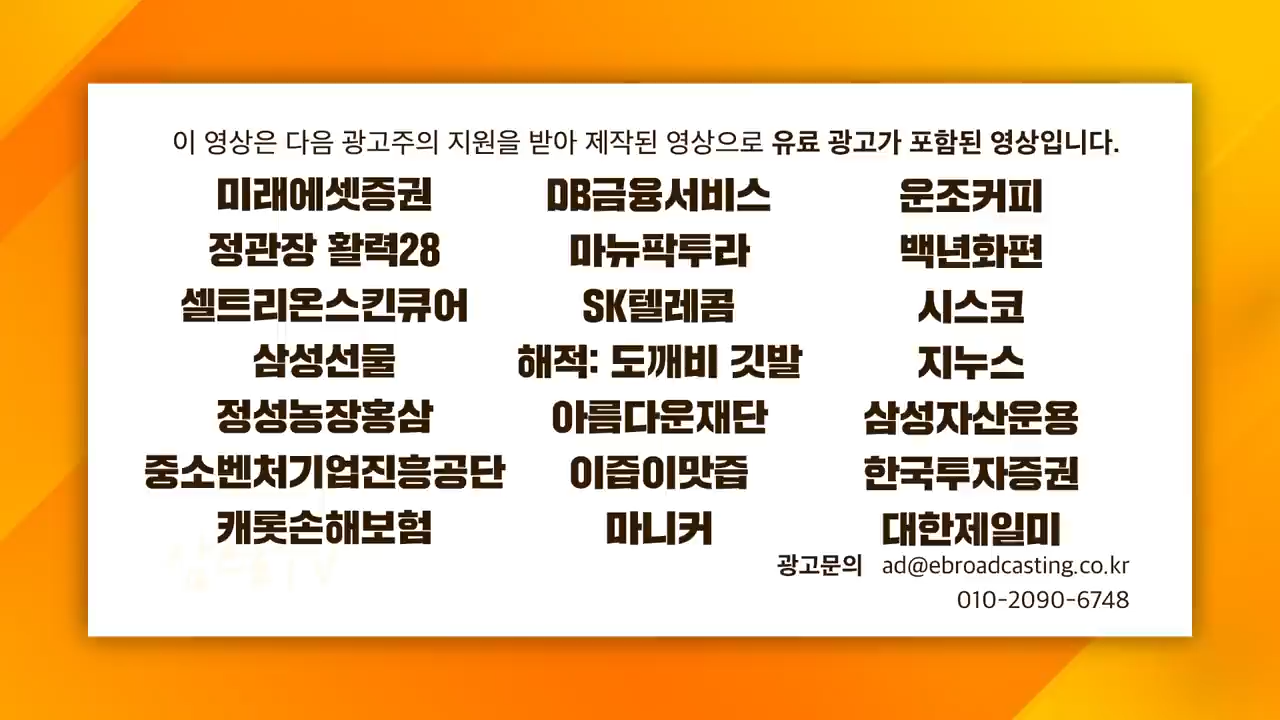 이 영상은 다음 광고주의 지원을 받아 제작된 영상으로 유료 광고가 포함된 영상입니다.
미래에셋증권 DB금융서비스 운조커피
정관장 활력28 마뉴팍투라 백년화편
셀트리온스킨큐어 SK텔레콤 시스코
삼성선물 해적: 도깨비 깃발 지누스
정성농장홍삼 아름다운재단 삼성자산운용
중소벤처기업진흥공단 이즙이맛즙 한국투자증권
캐롯손해보험 마니커 대한제일미
광고문의 ad@ebroadcasting.co.kr
010-2090-6748